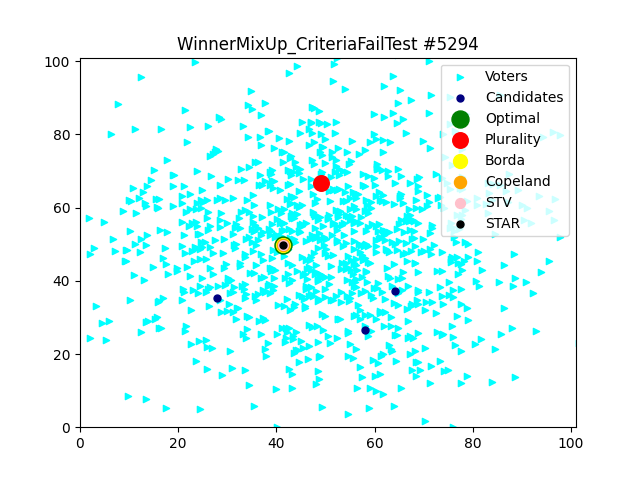 WinnerMixUp_CriteriaFailTest #5294
100
80
60
40
20
0
0
20
40
60
80
100
Voters
Candidates
Optimal
Plurality
Borda
Copeland
STV
STAR